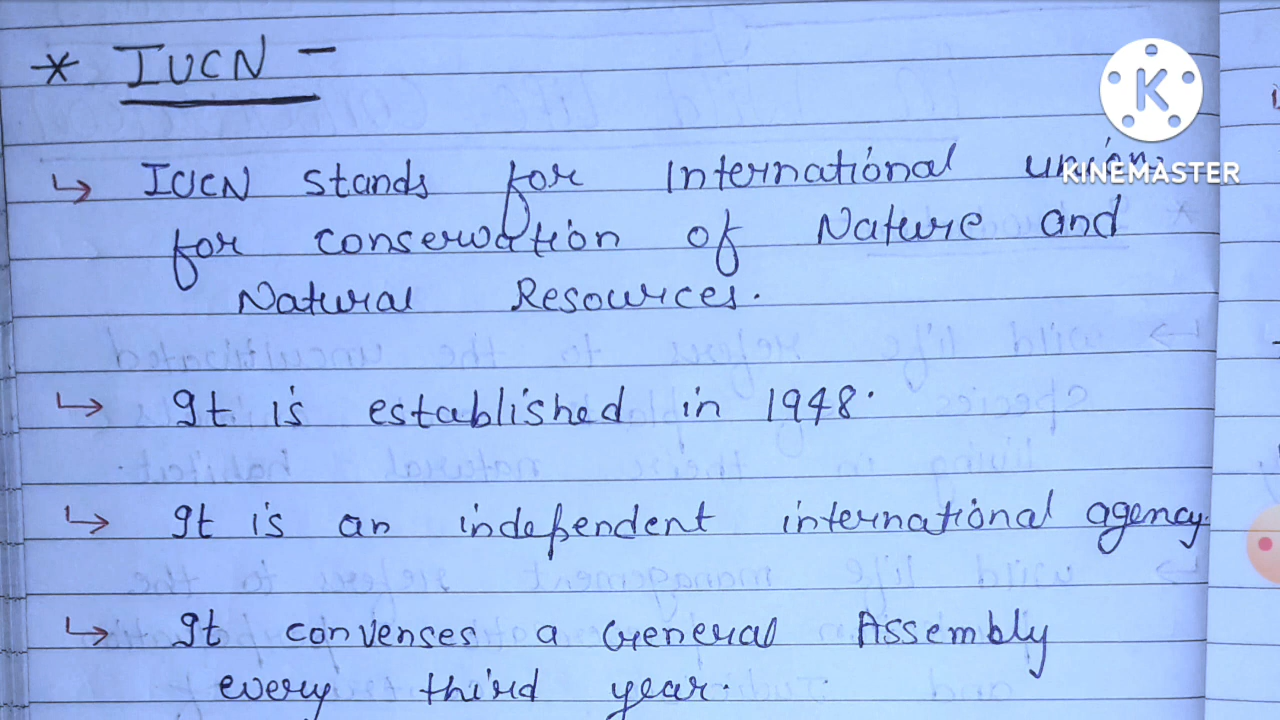 * IUCN -
KINEMASTER
↳ IUCN stands for International union
for conservation of Nature and
Natural Resources.
↳ It is established in 1948.
↳ It is an independent international agency.
↳ It convenses a General Assembly
every third year.